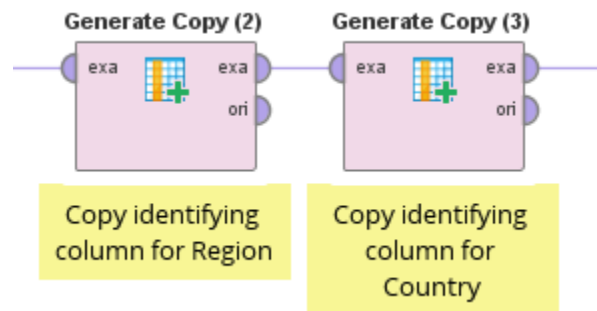 Generate Copy (2)
Generate Copy (3)
exa
exa
exa
exa
ori
ori
Copy identifying
column for Region
Copy identifying
column for
Country